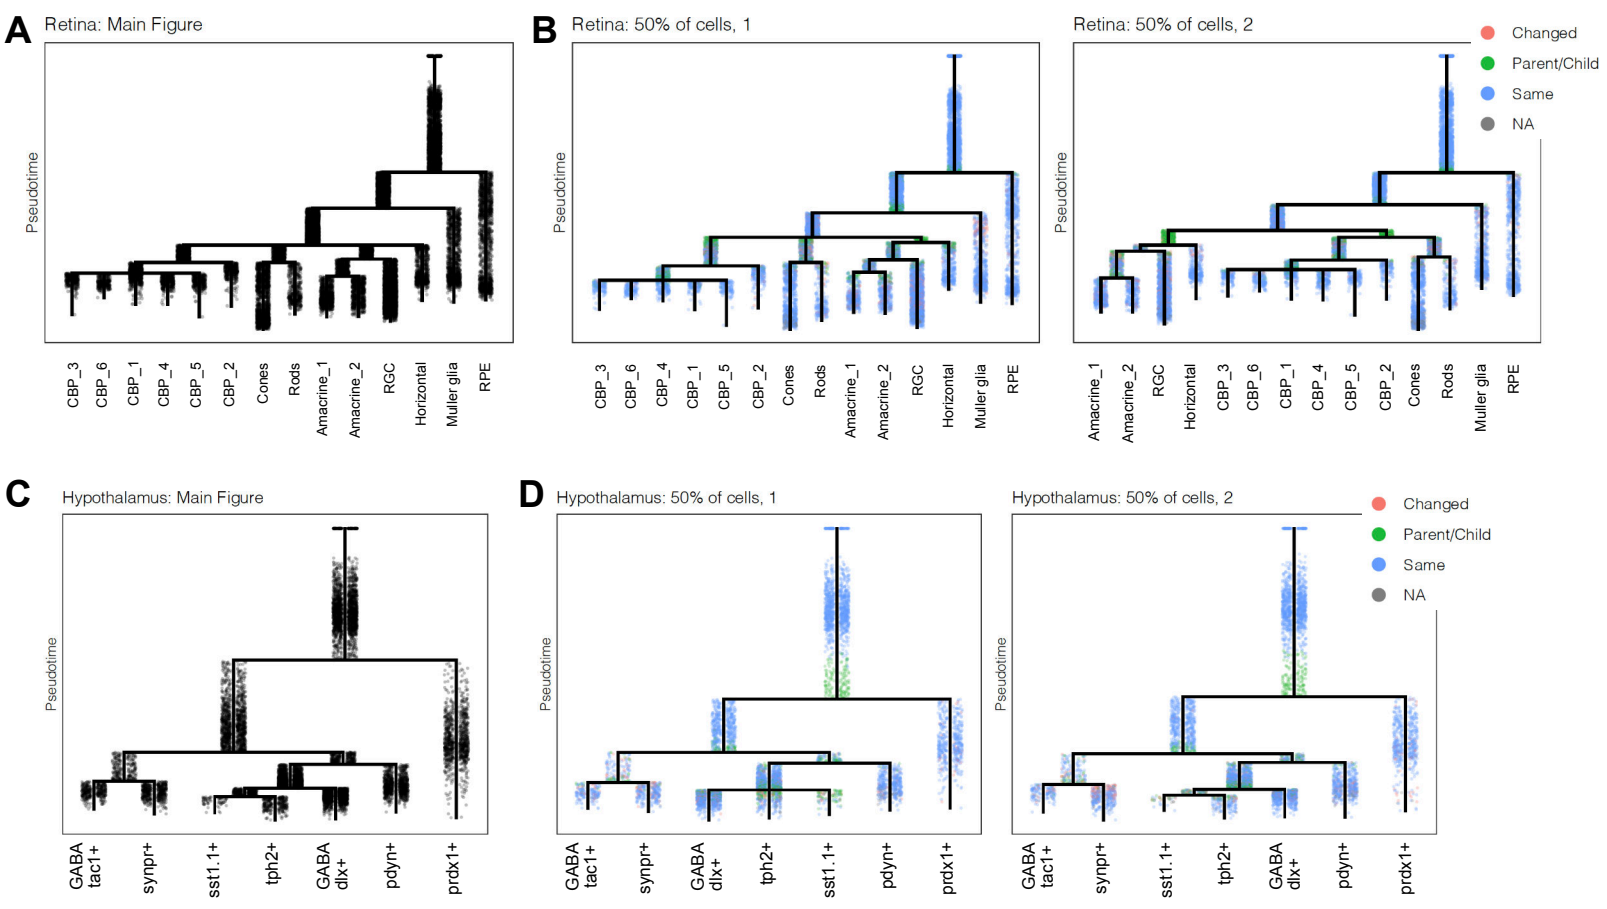 A
Retina: Main Figure
Pseudotime
CBP_3
CBP_6
CBP_1
CBP_4
CBP_5
CBP_2
Cones
Rods
Amacrine_1
Amacrine_2
RGC
Horizontal
Muller glia
RPE
B
Retina: 50% of cells, 1
Pseudotime
CBP_3
CBP_6
CBP_4
CBP_1
CBP_5
CBP_2
Cones
Rods
Amacrine_1
Amacrine_2
RGC
Horizontal
Muller glia
RPE
Retina: 50% of cells, 2
Pseudotime
Amacrine_1
Amacrine_2
RGC
Horizontal
CBP_3
CBP_6
CBP_1
CBP_4
CBP_5
CBP_2
Cones
Rods
Muller glia
RPE
Changed
Parent/Child
Same
NA
C
Hypothalamus: Main Figure
Pseudotime
GABA
tac1+
synpr+
sst1.1+
tph2+
GABA
dlx+
pdyn+
prdx1+
D
Hypothalamus: 50% of cells, 1
Pseudotime
GABA
tac1+
synpr+
GABA
dlx+
tph2+
sst1.1+
pdyn+
prdx1+
Hypothalamus: 50% of cells, 2
Pseudotime
GABA
tac1+
synpr+
sst1.1+
tph2+
GABA
dlx+
pdyn+
prdx1+
Changed
Parent/Child
Same
NA